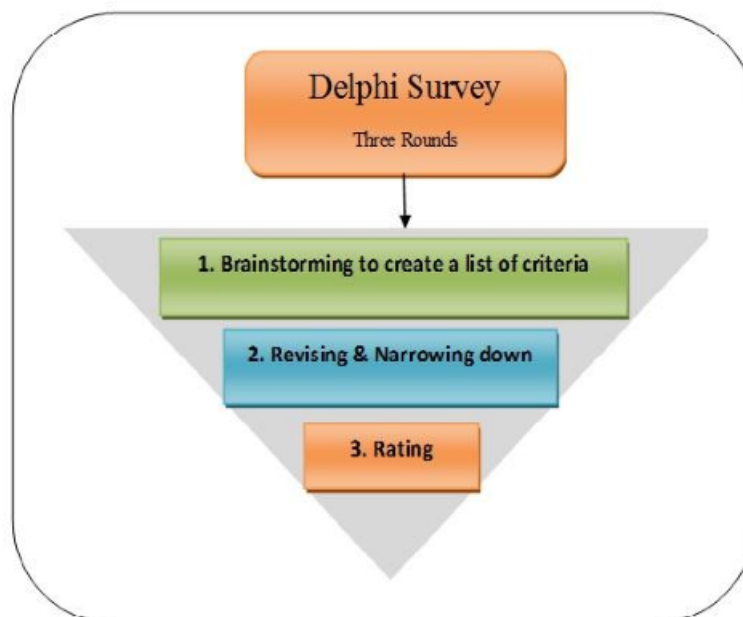 Delphi Survey
Three Rounds
1. Brainstorming to create a list of criteria
2. Revising & Narrowing down
3. Rating